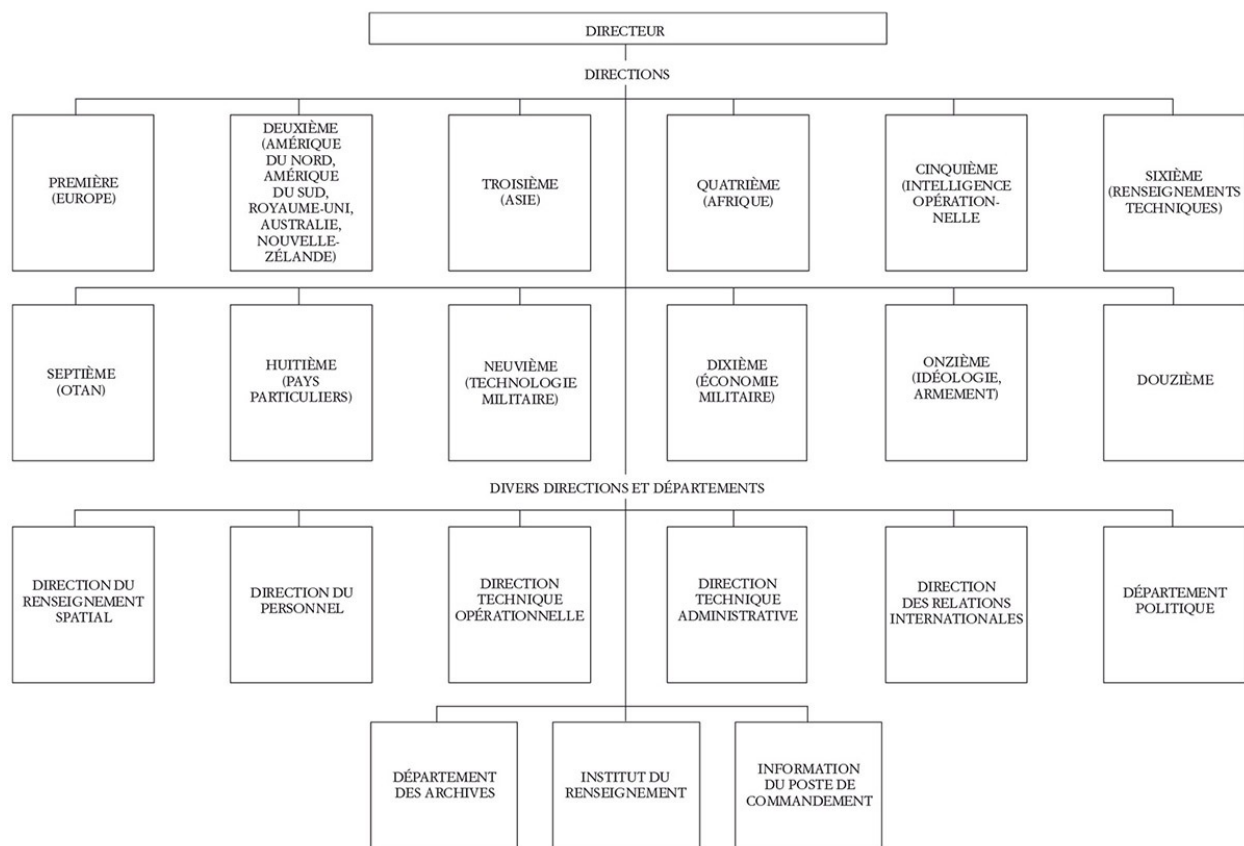 DIRECTEUR
DIRECTIONS
PREMIÈRE
(EUROPE)
DEUXIÈME
(AMÉRIQUE
DU NORD,
AMÉRIQUE
DU SUD,
ROYAUME-UNI,
AUSTRALIE,
NOUVELLE-
ZÉLANDE)
TROISIÈME
(ASIE)
QUATRIÈME
(AFRIQUE)
CINQUIÈME
(INTELLIGENCE
OPÉRATION-
NELLE
SIXIÈME
(RENSEIGNEMENTS
TECHNIQUES)
SEPTIÈME
(OTAN)
HUITIÈME
(PAYS
PARTICULIERS)
NEUVIÈME
(TECHNOLOGIE
MILITAIRE)
DIXIÈME
(ÉCONOMIE
MILITAIRE)
ONZIÈME
(IDÉOLOGIE,
ARMEMENT)
DOUZIÈME
DIVERS DIRECTIONS ET DÉPARTEMENTS
DIRECTION DU
RENSEIGNEMENT
SPATIAL
DIRECTION DU
PERSONNEL
DIRECTION
TECHNIQUE
OPÉRATIONNELLE
DIRECTION
TECHNIQUE
ADMINISTRATIVE
DIRECTION
DES RELATIONS
INTERNATIONALES
DÉPARTEMENT
POLITIQUE
DÉPARTEMENT
DES ARCHIVES
INSTITUT DU
RENSEIGNEMENT
INFORMATION
DU POSTE DE
COMMANDEMENT